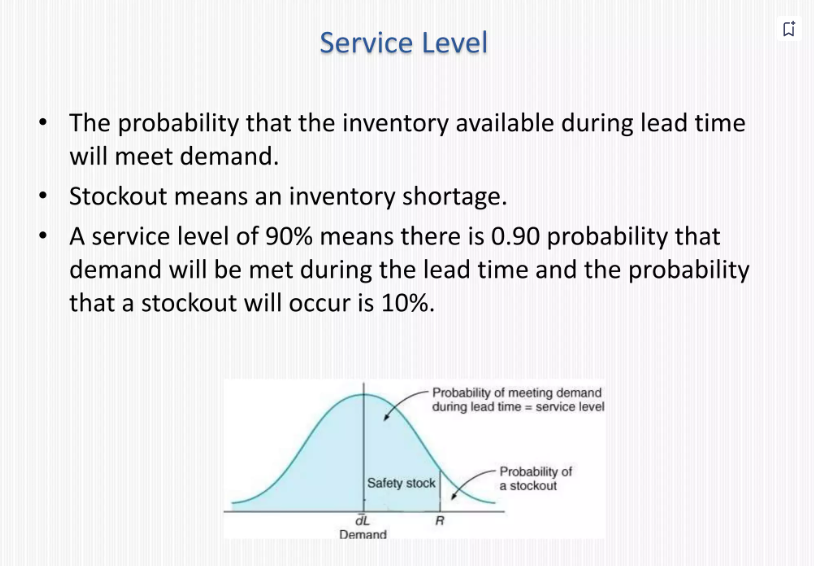 Service Level
• The probability that the inventory available during lead time
will meet demand.
• Stockout means an inventory shortage.
• A service level of 90% means there is 0.90 probability that
demand will be met during the lead time and the probability
that a stockout will occur is 10%.
Probability of meeting demand
during lead time = service level
Safety stock
Probability of
a stockout
d̅L
R
Demand